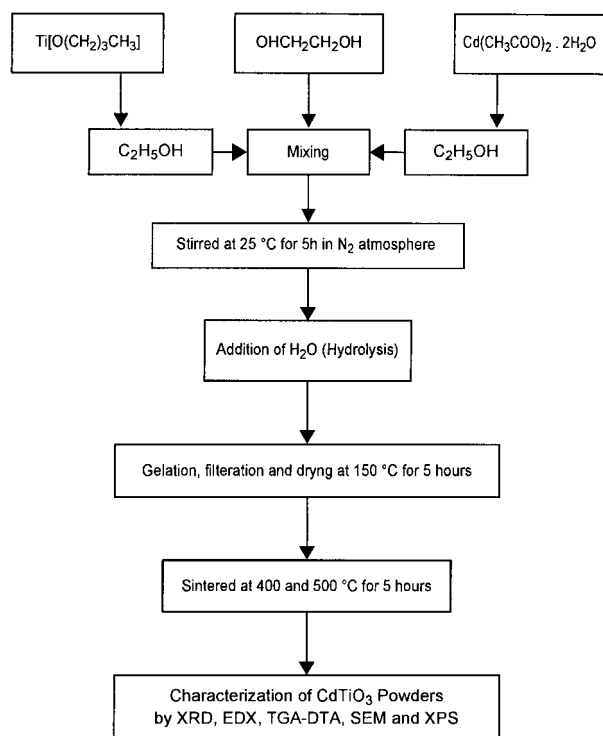 Ti[O(CH₂)₃CH₃]
OHCH₂CH₂OH
Cd(CH₃COO)₂ . 2H₂O
C₂H₅OH
Mixing
C₂H₅OH
Stirred at 25 °C for 5h in N₂ atmosphere
Addition of H₂O (Hydrolysis)
Gelation, filteration and dryng at 150 °C for 5 hours
Sintered at 400 and 500 °C for 5 hours
Characterization of CdTiO₃ Powders
by XRD, EDX, TGA-DTA, SEM and XPS